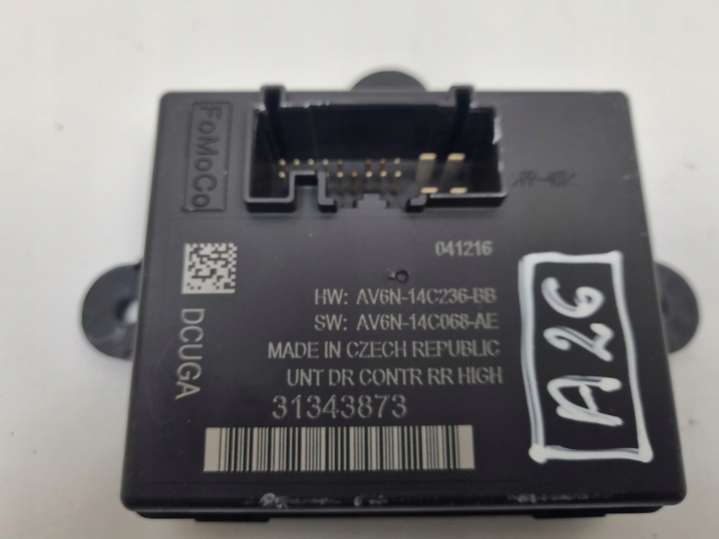 FoMoCo
041216
HW: AV6N-14C236-BB
SW: AV6N-14C068-AE
MADE IN CZECH REPUBLIC
UNT DR CONTR RR HIGH
31343873
DCUGA
A26